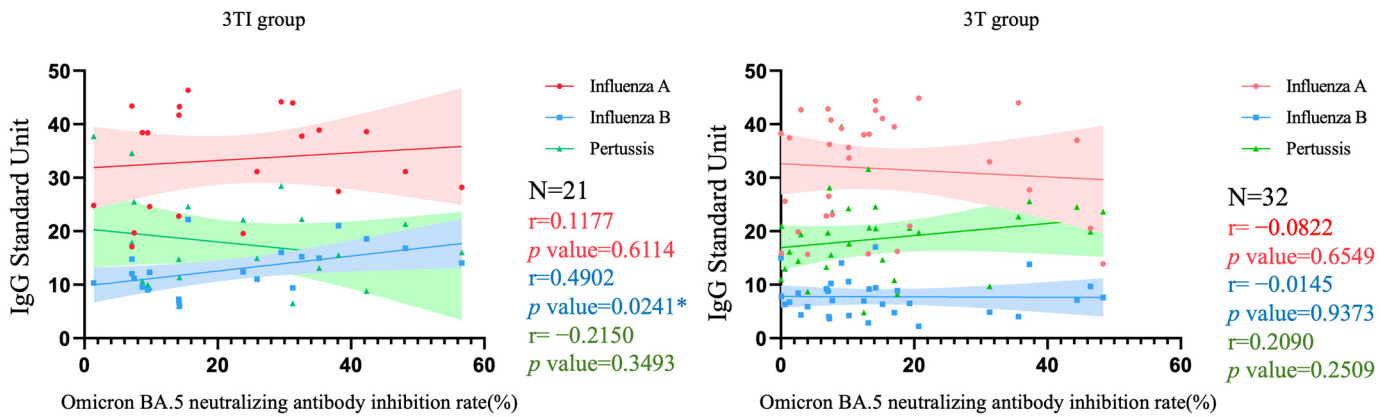 3TI group
IgG Standard Unit
50
40
30
20
10
0
0
20
40
60
Omicron BA.5 neutralizing antibody inhibition rate(%)
Influenza A
Influenza B
Pertussis
N=21
r=0.1177
p value=0.6114
r=0.4902
p value=0.0241*
r= −0.2150
p value=0.3493
3T group
IgG Standard Unit
50
40
30
20
10
0
0
20
40
60
Omicron BA.5 neutralizing antibody inhibition rate(%)
Influenza A
Influenza B
Pertussis
N=32
r= −0.0822
p value=0.6549
r= −0.0145
p value=0.9373
r=0.2090
p value=0.2509